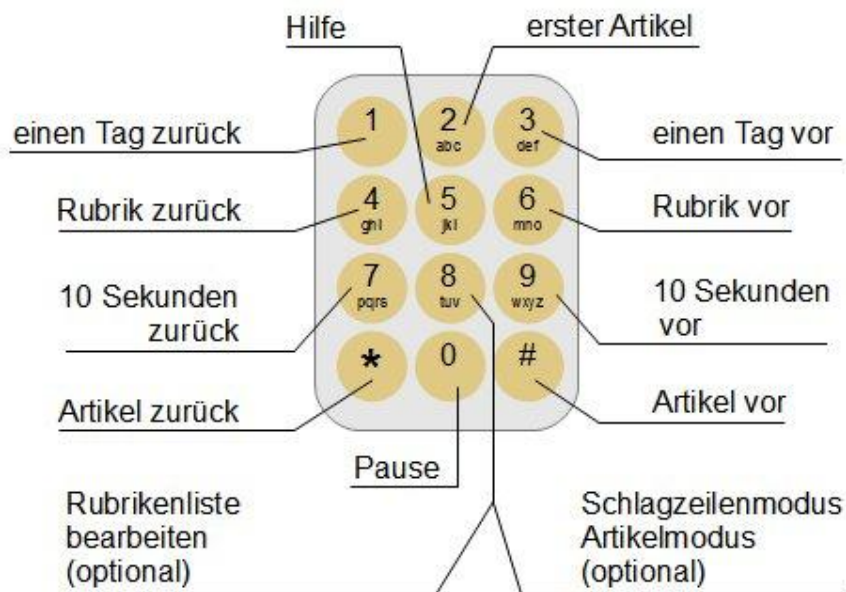 Hilfe
erster Artikel
1
2
abc
3
def
einen Tag zurück
einen Tag vor
4
ghi
5
jkl
6
mno
Rubrik zurück
Rubrik vor
7
pqrs
8
tuv
9
wxyz
10 Sekunden
zurück
10 Sekunden
vor
*
0
#
Artikel zurück
Artikel vor
Pause
Rubrikenliste
bearbeiten
(optional)
Schlagzeilenmodus
Artikelmodus
(optional)